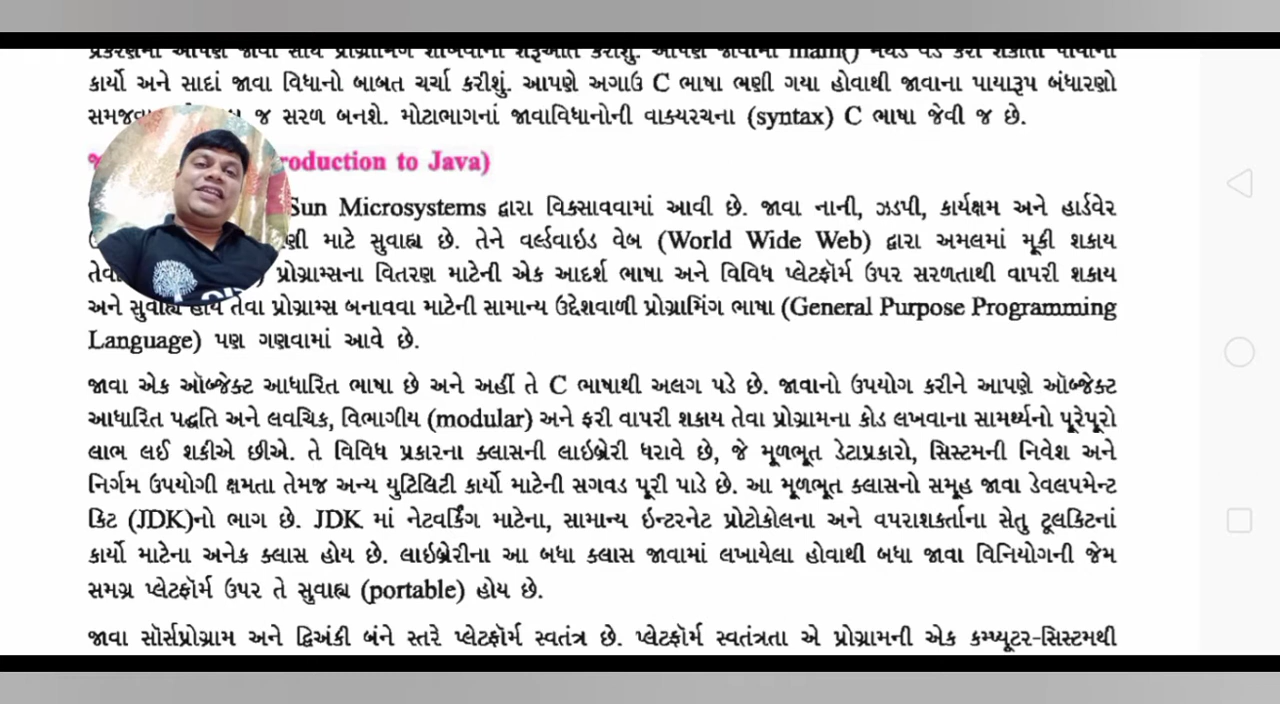 કાર્યો અને સાદાં જાવા વિધાનો બાબત ચર્ચા કરીશું. આપણે અગાઉ C ભાષા ભણી ગયા હોવાથી જાવાના પાયારૂપ બંધારણો
જ સરળ બનશે. મોટાભાગનાં જાવાવિધાનોની વાક્યરચના (syntax) C ભાષા જેવી જ છે.
roduction to Java)
Sun Microsystems દ્વારા વિકસાવવામાં આવી છે. જાવા નાની, ઝડપી, કાર્યક્ષમ અને હાર્ડવેર
માટે સુવાહ્ય છે. તેને વર્લ્ડવાઇડ વેબ (World Wide Web) દ્વારા અમલમાં મૂકી શકાય
પ્રોગ્રામ્સના વિતરણ માટેની એક આદર્શ ભાષા અને વિવિધ પ્લેટફૉર્મ ઉપર સરળતાથી વાપરી શકાય
અને સુવાહ્ય હોય તેવા પ્રોગ્રામ્સ બનાવવા માટેની સામાન્ય ઉદ્દેશવાળી પ્રોગ્રામિંગ ભાષા (General Purpose Programming
Language) પણ ગણવામાં આવે છે.
જાવા એક ઑબ્જેક્ટ આધારિત ભાષા છે અને અહીં તે C ભાષાથી અલગ પડે છે. જાવાનો ઉપયોગ કરીને આપણે ઑબ્જેક્ટ
આધારિત પદ્ધતિ અને લવચિક, વિભાગીય (modular) અને ફરી વાપરી શકાય તેવા પ્રોગ્રામના કોડ લખવાના સામર્થ્યનો પૂરેપૂરો
લાભ લઈ શકીએ છીએ. તે વિવિધ પ્રકારના ક્લાસની લાઇબ્રેરી ધરાવે છે, જે મૂળભૂત ડેટાપ્રકારો, સિસ્ટમની નિવેશ અને
નિર્ગમ ઉપયોગી ક્ષમતા તેમજ અન્ય યુટિલિટી કાર્યો માટેની સગવડ પૂરી પાડે છે. આ મૂળભૂત ક્લાસનો સમૂહ જાવા ડેવલપમેન્ટ
કિટ (JDK)નો ભાગ છે. JDK માં નેટવર્કિંગ માટેના, સામાન્ય ઇન્ટરનેટ પ્રોટોકોલના અને વપરાશકર્તાના સેતુ ટૂલકિટનાં
કાર્યો માટેના અનેક ક્લાસ હોય છે. લાઇબ્રેરીના આ બધા ક્લાસ જાવામાં લખાયેલા હોવાથી બધા જાવા વિનિયોગની જેમ
સમગ્ર પ્લેટફૉર્મ ઉપર તે સુવાહ્ય (portable) હોય છે.
જાવા સૉર્સપ્રોગ્રામ અને દ્વિઅંકી બંને સ્તરે પ્લેટફૉર્મ સ્વતંત્ર છે. પ્લેટફૉર્મ સ્વતંત્રતા એ પ્રોગ્રામની એક કમ્પ્યૂટર-સિસ્ટમથી